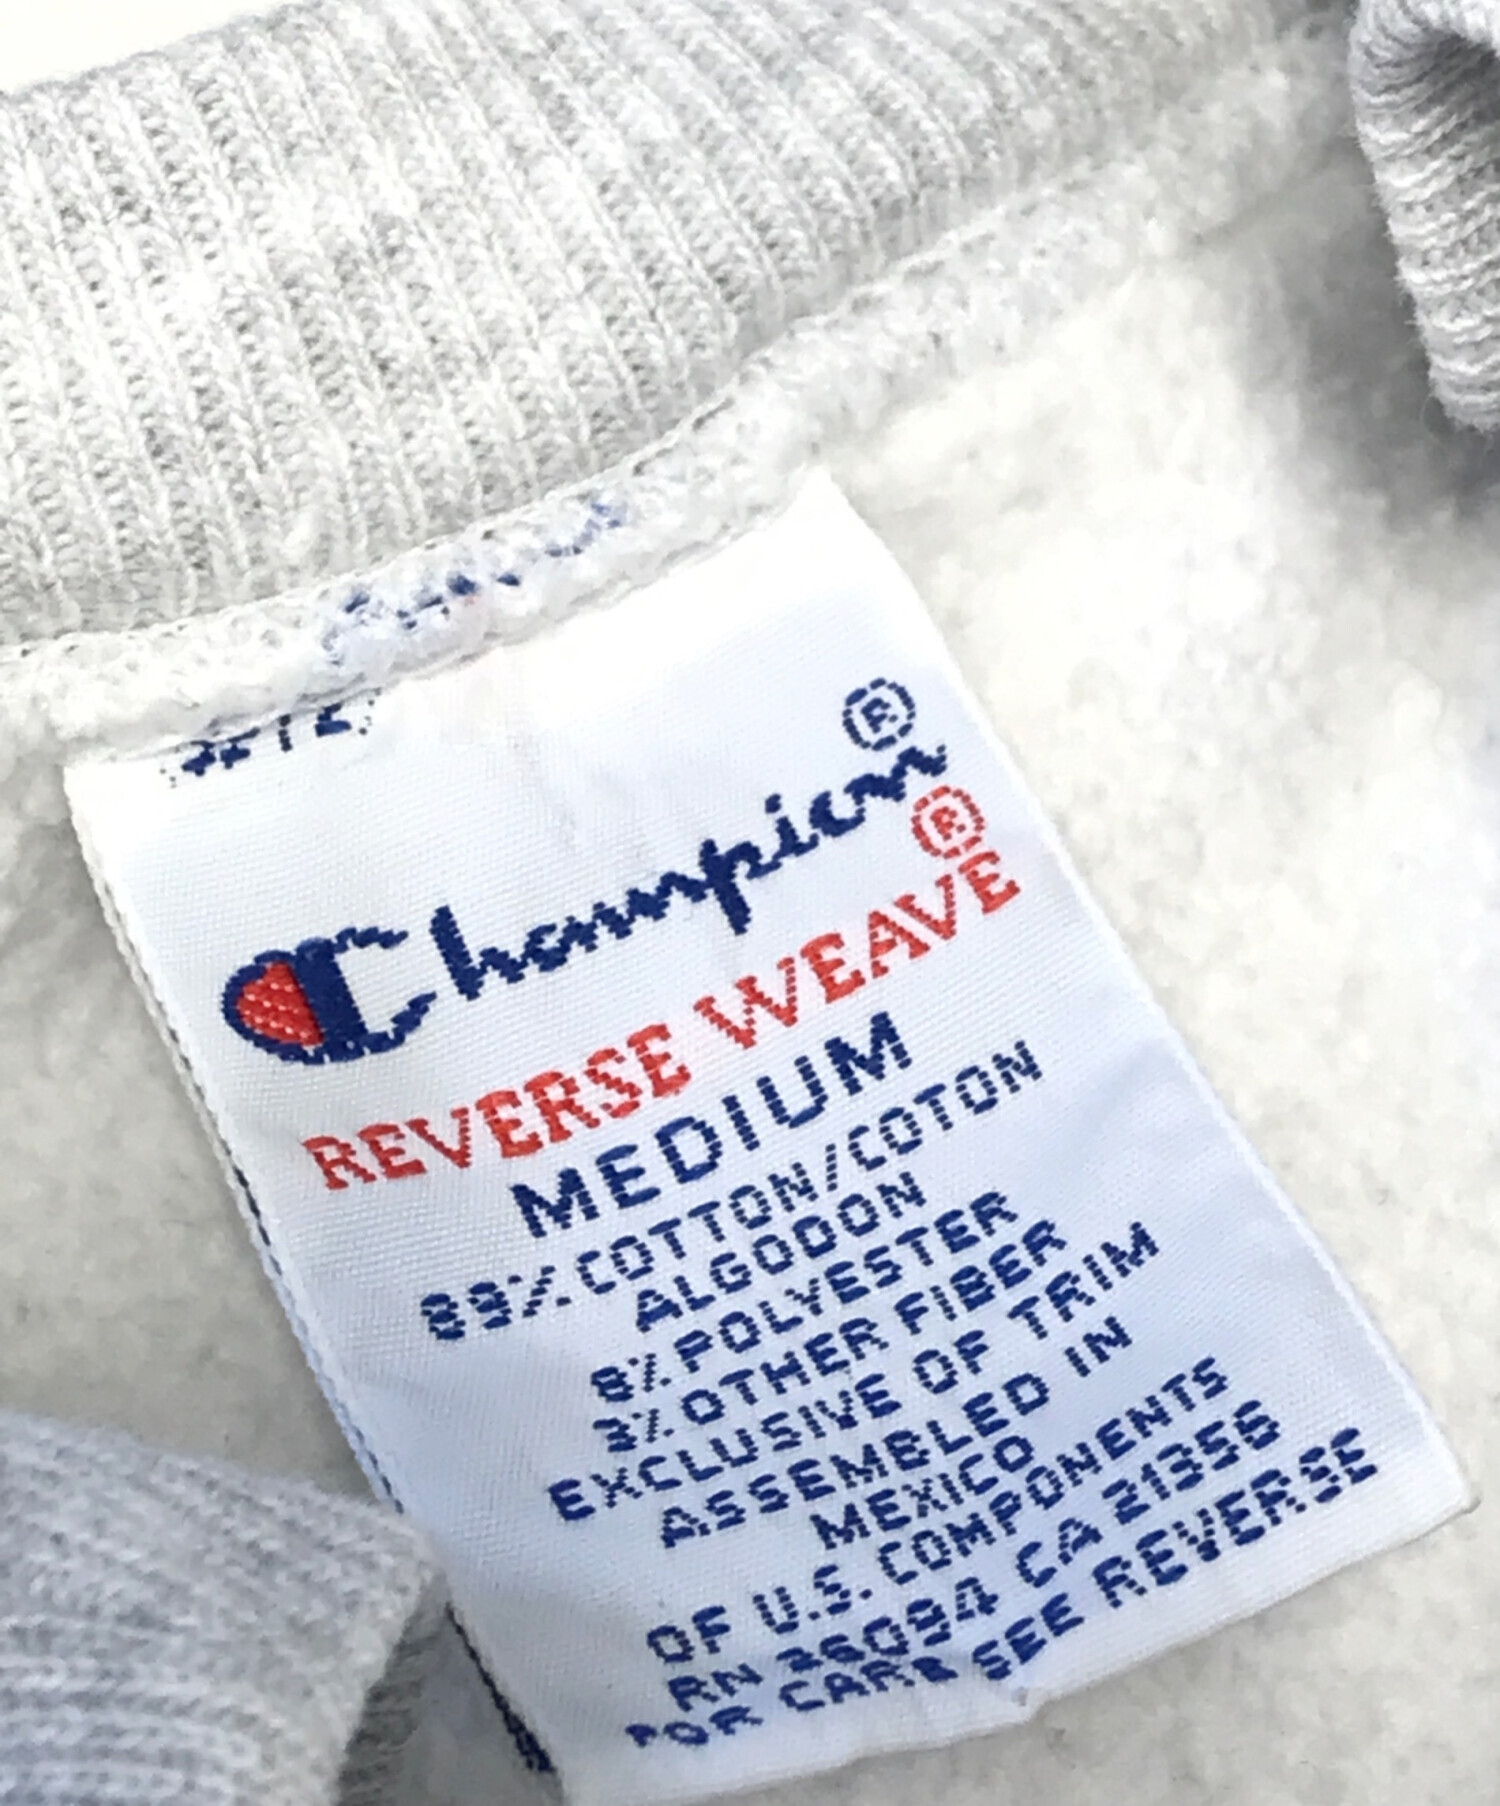 Champion®
REVERSE WEAVE®
MEDIUM
89% COTTON/COTON
ALGODON
8% POLYESTER
3% OTHER FIBER
EXCLUSIVE OF TRIM
ASSEMBLED IN
MEXICO
OF U.S. COMPONENTS
RN 26094 CA 21356
FOR CARE SEE REVERSE